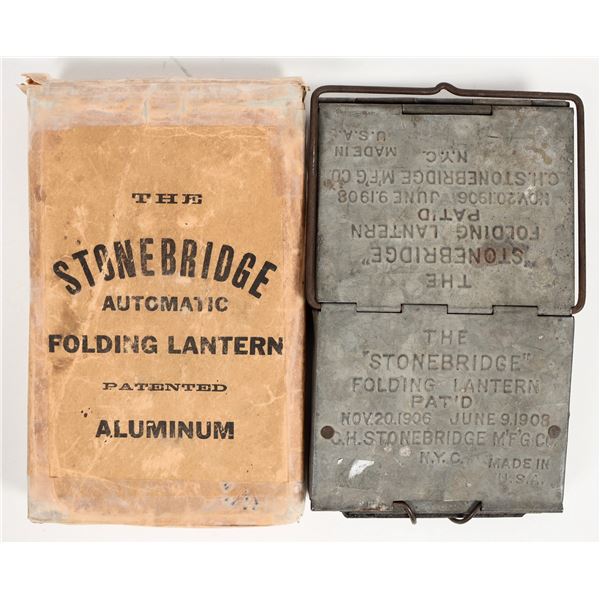 THE
STONEBRIDGE
AUTOMATIC
FOLDING LANTERN
PATENTED
ALUMINUM
THE
"STONEBRIDGE"
FOLDING LANTERN
PAT'D
NOV.20.1906 JUNE 9.1908
C.H.STONEBRIDGE M'F'G CO
N.Y.C.
MADE IN
U.S.A.
THE
"STONEBRIDGE"
FOLDING LANTERN
PAT'D
NOV.20.1906 JUNE 9.1908
C.H.STONEBRIDGE M'F'G CO
N.Y.C. MADE IN
U.S.A.